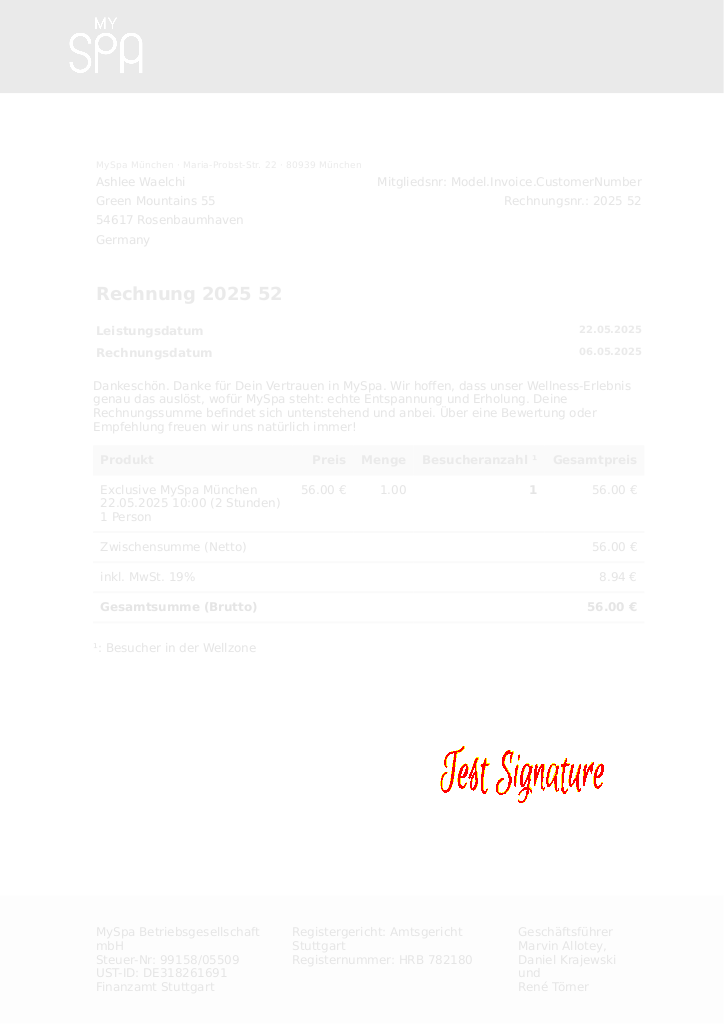 MY
SPA
MySpa München · Maria-Probst-Str. 22 · 80939 München
Ashlee Waelchi
Green Mountains 55
54617 Rosenbaumhaven
Germany
Mitgliedsnr: Model.Invoice.CustomerNumber
Rechnungsnr.: 2025 52
Rechnung 2025 52
Leistungsdatum 22.05.2025
Rechnungsdatum 06.05.2025
Dankeschön. Danke für Dein Vertrauen in MySpa. Wir hoffen, dass unser Wellness-Erlebnis
genau das auslöst, wofür MySpa steht: echte Entspannung und Erholung. Deine
Rechnungssumme befindet sich untenstehend und anbei. Über eine Bewertung oder
Empfehlung freuen wir uns natürlich immer!
Produkt Preis Menge Besucheranzahl ¹ Gesamtpreis
Exclusive MySpa München 56.00 € 1.00 1 56.00 €
22.05.2025 10:00 (2 Stunden)
1 Person
Zwischensumme (Netto) 56.00 €
inkl. MwSt. 19% 8.94 €
Gesamtsumme (Brutto) 56.00 €
¹: Besucher in der Wellzone
Test Signature
MySpa Betriebsgesellschaft
mbH
Steuer-Nr: 99158/05509
UST-ID: DE318261691
Finanzamt Stuttgart
Registergericht: Amtsgericht
Stuttgart
Registernummer: HRB 782180
Geschäftsführer
Marvin Allotey,
Daniel Krajewski
und
René Törner